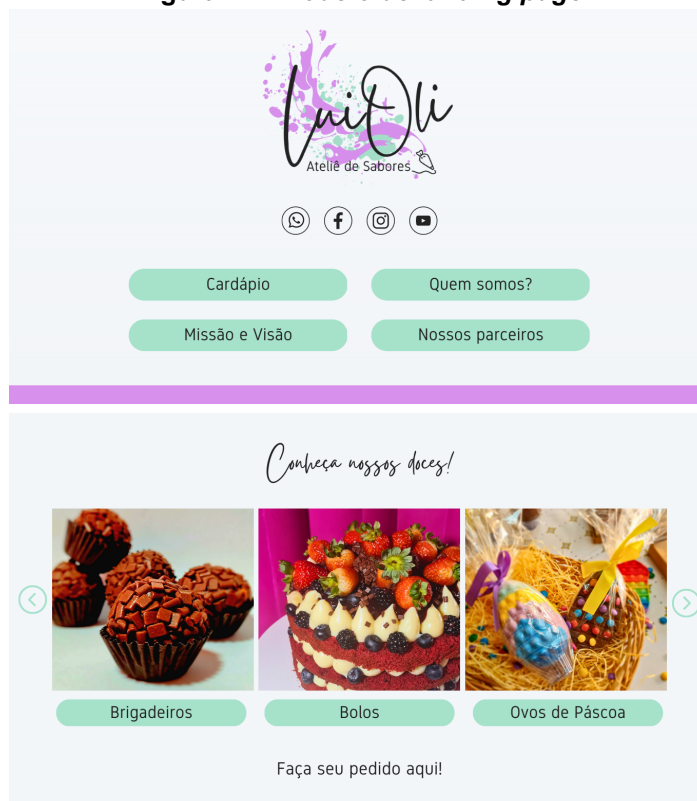 LuiOli
Ateliê de Sabores
Cardápio
Quem somos?
Missão e Visão
Nossos parceiros
Conheça nossos doces!
Brigadeiros
Bolos
Ovos de Páscoa
Faça seu pedido aqui!